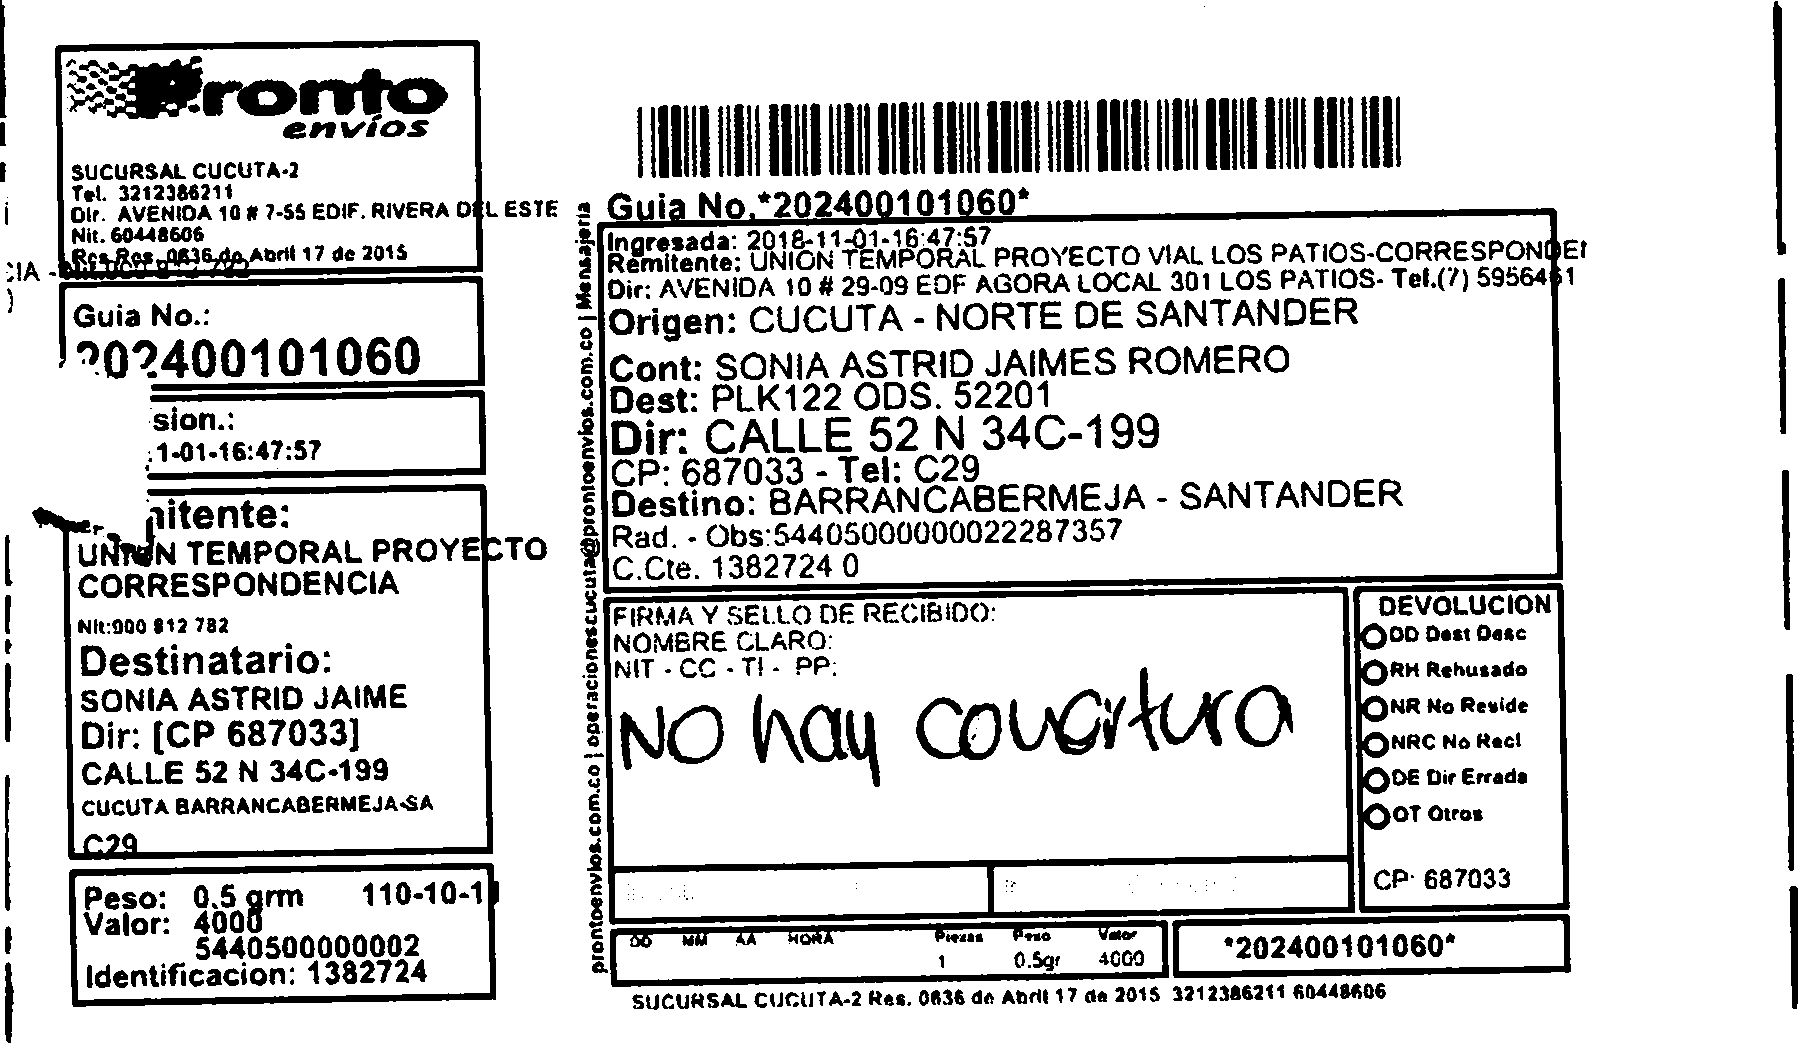 Pronto
envíos
SUCURSAL CUCUTA-2
Tel. 3212386211
Dir. AVENIDA 10 # 7-55 EDIF. RIVERA DEL ESTE
Nit. 60448606
Res Res. 0636 de Abril 17 de 2015
CIA -
Guia No.:
202400101060
sion.:
1-01-16:47:57
nitente:
UNION TEMPORAL PROYECTO
CORRESPONDENCIA
Nit:900 812 782
Destinatario:
SONIA ASTRID JAIME
Dir: [CP 687033]
CALLE 52 N 34C-199
CUCUTA BARRANCABERMEJA-SA
C29
Peso: 0.5 grm 110-10-1
Valor: 4000
5440500000002
Identificacion: 1382724
prontoenvios.com.co | operacionescucuta@prontoenvios.com.co | Mensajeria
Guia No.*202400101060*
Ingresada: 2018-11-01-16:47:57
Remitente: UNION TEMPORAL PROYECTO VIAL LOS PATIOS-CORRESPONDEI
Dir: AVENIDA 10 # 29-09 EDF AGORA LOCAL 301 LOS PATIOS- Tel.(7) 5956461
Origen: CUCUTA - NORTE DE SANTANDER
Cont: SONIA ASTRID JAIMES ROMERO
Dest: PLK122 ODS. 52201
Dir: CALLE 52 N 34C-199
CP: 687033 - Tel: C29
Destino: BARRANCABERMEJA - SANTANDER
Rad. - Obs:54405000000022287357
C.Cte. 1382724 0
FIRMA Y SELLO DE RECIBIDO:
NOMBRE CLARO:
NIT - CC - TI - PP:
NO hay couertura
DEVOLUCION
DD Dest Desc
RH Rehusado
NR No Reside
NRC No Recl
DE Dir Errada
OT Otros
CP: 687033
DD MM AA HORA Piezas Peso Valor
1 0.5gr 4000
*202400101060*
SUCURSAL CUCUTA-2 Res. 0636 de Abril 17 de 2015 3212386211 60448606